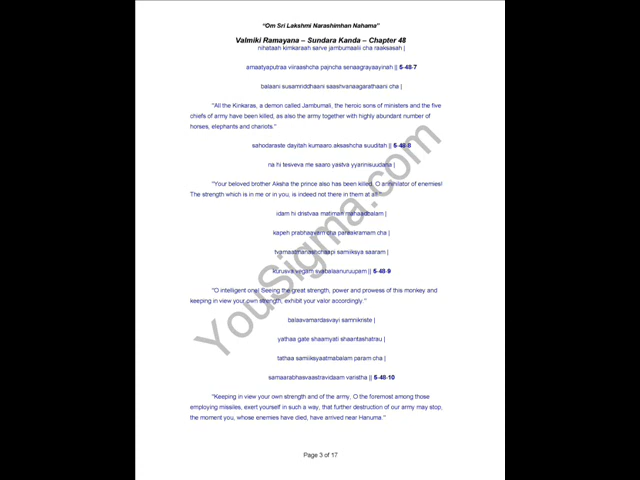 "Om Sri Lakshmi Narashimhan Nahama"
Valmiki Ramayana – Sundara Kanda – Chapter 48
nihataah kimkaraah sarve jambumaalii cha raaksasah |
amaatyaputraa viiraashcha pajncha senaagraayaayinah || 5-48-7
balaani susamriddhaani saashvanaagarathaani cha |
"All the Kinkaras, a demon called Jambumali, the heroic sons of ministers and the five
chiefs of army have been killed, as also the army together with highly abundant number of
horses, elephants and chariots."
sahodaraste dayitah kumaaro aksashcha suuditah || 5-48-8
na hi tesveva me saaro yastva yyarinisuudana |
"Your beloved brother Aksha the prince also has been killed. O annihilator of enemies!
The strength which is in me or in you, is indeed not there in them at all."
idam hi dristvaa matiman mahaadbalam |
kapeh prabhaavam cha paraakramam cha |
tvamaatmanashchaapi samiiksya saaram |
kurusva vegam svabalaanuruupam || 5-48-9
"O intelligent one! Seeing the great strength, power and prowess of this monkey and
keeping in view your own strength, exhibit your valor accordingly."
balaavamardasvayi samnikriste |
yathaa gate shaamyati shaantashatrau |
tathaa samiiksyaatmabalam param cha |
samaarabhasvaastravidaam varistha || 5-48-10
"Keeping in view your own strength and of the army, O the foremost among those
employing missiles, exert yourself in such a way, that further destruction of our army may stop,
the moment you, whose enemies have died, have arrived near Hanuma."
YouSigma.com
Page 3 of 17